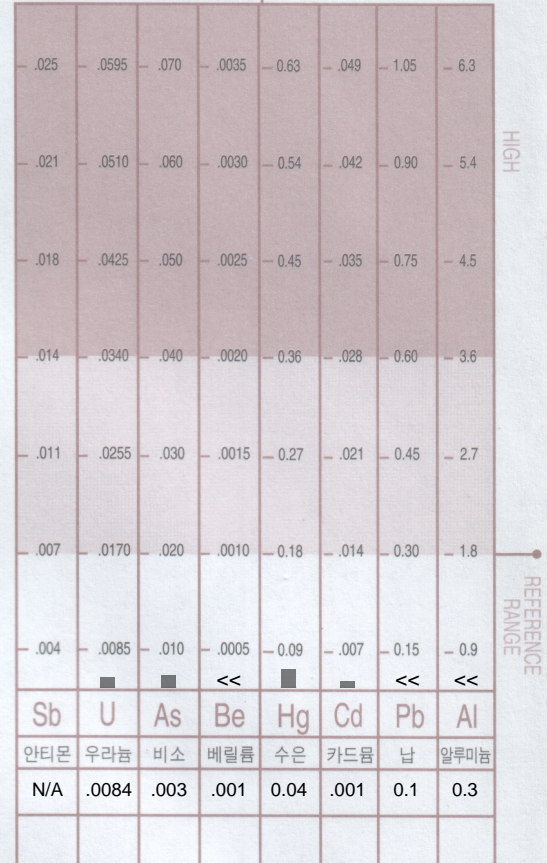 .025 .0595 .070 .0035 0.63 .049 1.05 6.3
HIGH
.021 .0510 .060 .0030 0.54 .042 0.90 5.4
.018 .0425 .050 .0025 0.45 .035 0.75 4.5
.014 .0340 .040 .0020 0.36 .028 0.60 3.6
.011 .0255 .030 .0015 0.27 .021 0.45 2.7
.007 .0170 .020 .0010 0.18 .014 0.30 1.8
REFERENCE
RANGE
.004 .0085 .010 .0005 0.09 .007 0.15 0.9
<< << <<
Sb U As Be Hg Cd Pb Al
안티몬 우라늄 비소 베릴륨 수은 카드뮴 납 알루미늄
N/A .0084 .003 .001 0.04 .001 0.1 0.3